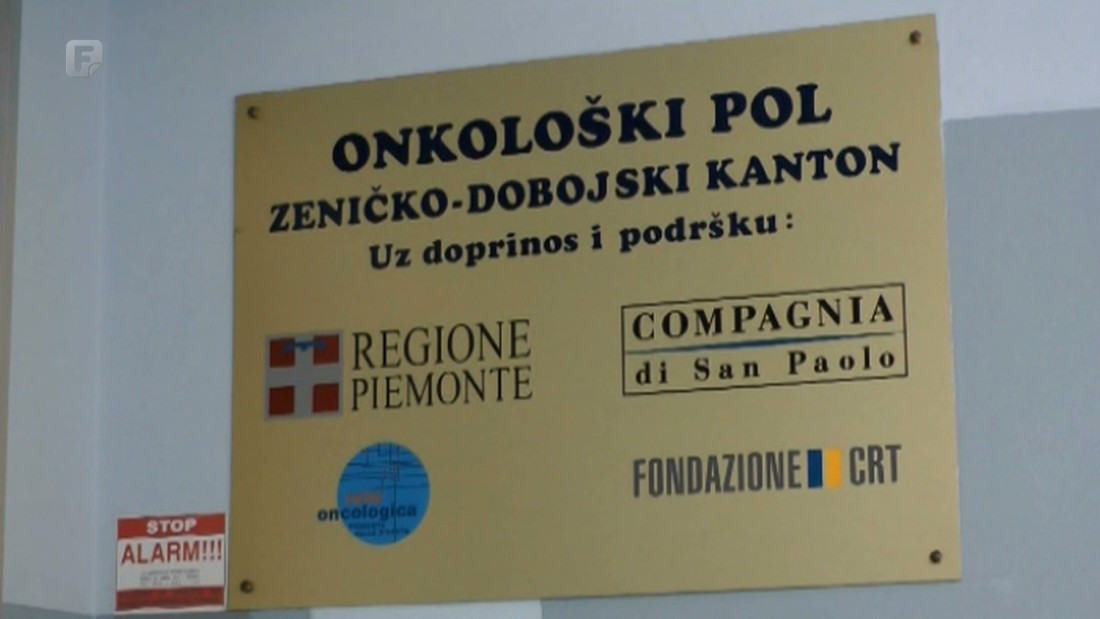 F
ONKOLOŠKI POL
ZENIČKO-DOBOJSKI KANTON
Uz doprinos i podršku:
REGIONE
PIEMONTE
COMPAGNIA
di San Paolo
rete
oncologica
FONDAZIONE CRT
STOP
ALARM!!!